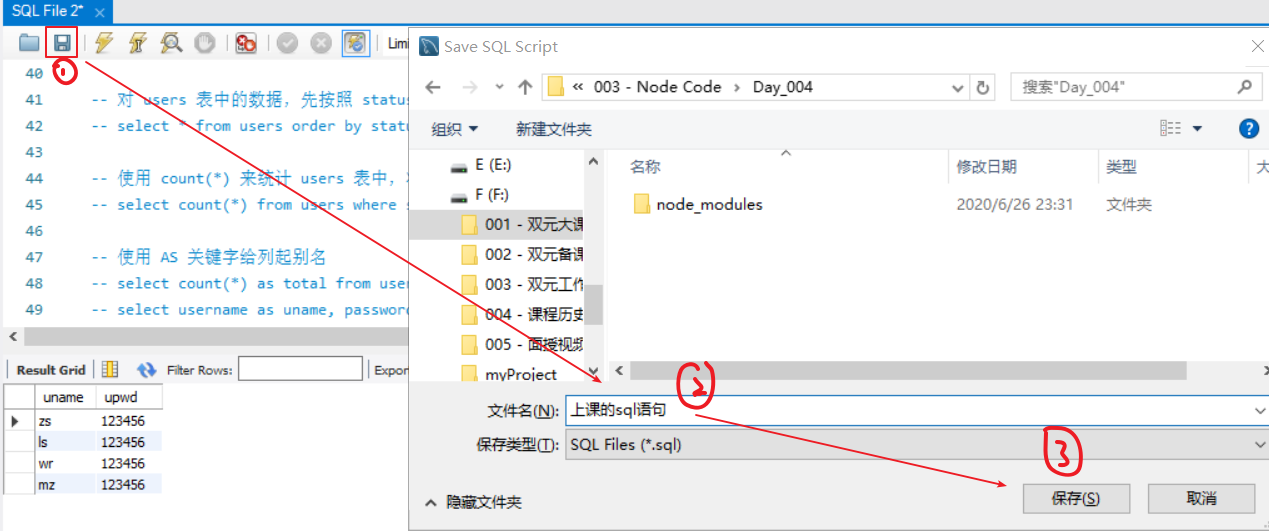 SQL File 2*
Limi
40
41 -- 对 users 表中的数据，先按照 status
42 -- select * from users order by statu
43
44 -- 使用 count(*) 来统计 users 表中，
45 -- select count(*) from users where s
46
47 -- 使用 AS 关键字给列起别名
48 -- select count(*) as total from user
49 -- select username as uname, password
Result Grid
Filter Rows:
Expor
uname upwd
zs 123456
ls 123456
wr 123456
mz 123456
1
Save SQL Script
« 003 - Node Code › Day_004
搜索"Day_004"
组织 新建文件夹
E (E:)
F (F:)
001 - 双元大课
002 - 双元备课
003 - 双元工作
004 - 课程历史
005 - 面授视频
myProject
名称 修改日期 类型 大
node_modules 2020/6/26 23:31 文件夹
2
文件名(N): 上课的sql语句
保存类型(T): SQL Files (*.sql)
3
隐藏文件夹
保存(S) 取消